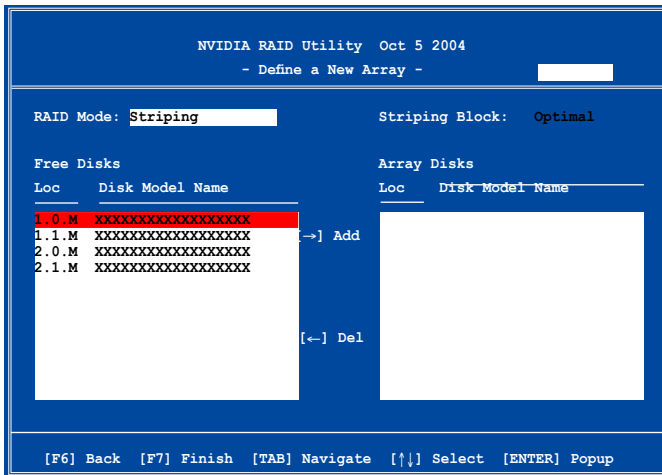 NVIDIA RAID Utility Oct 5 2004
- Define a New Array -
RAID Mode: Striping Striping Block: Optimal
Free Disks Array Disks
Loc Disk Model Name Loc Disk Model Name
1.0.M XXXXXXXXXXXXXXXXXX
1.1.M XXXXXXXXXXXXXXXXXX
[→] Add
2.0.M XXXXXXXXXXXXXXXXXX
2.1.M XXXXXXXXXXXXXXXXXX
[←] Del
[F6] Back [F7] Finish [TAB] Navigate [↑↓] Select [ENTER] Popup